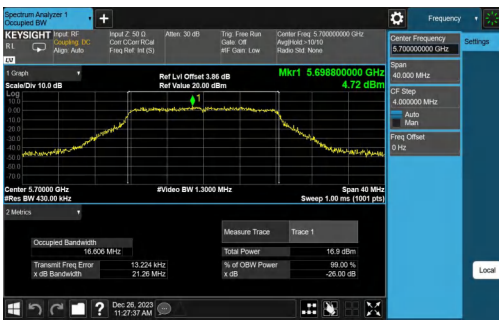 Spectrum Analyzer 1
Occupied BW
+
Frequency
KEYSIGHT
RL
Input: RF
Coupling: DC
Align: Auto
Input Z: 50 Ω
Corr CCorr RCal
Freq Ref: Int (S)
Atten: 30 dB
Trig: Free Run
Gate: Off
#IF Gain: Low
Center Freq: 5.700000000 GHz
Avg|Hold:>10/10
Radio Std: None
LV
Center Frequency
5.700000000 GHz
Settings
Span
40.000 MHz
CF Step
4.000000 MHz
Auto
Man
Freq Offset
0 Hz
Local
1 Graph
Scale/Div 10.0 dB
Ref Lvl Offset 3.86 dB
Ref Value 20.00 dBm
Mkr1 5.698800000 GHz
4.72 dBm
Log
10.0
0.00
-10.0
-20.0
-30.0
-40.0
-50.0
-60.0
-70.0
1
Center 5.70000 GHz
#Res BW 430.00 kHz
#Video BW 1.3000 MHz
Span 40 MHz
Sweep 1.00 ms (1001 pts)
2 Metrics
Measure Trace Trace 1
Occupied Bandwidth
16.606 MHz
Total Power 16.9 dBm
Transmit Freq Error 13.224 kHz
% of OBW Power 99.00 %
x dB Bandwidth 21.26 MHz
x dB -26.00 dB
?
Dec 26, 2023
11:27:37 AM